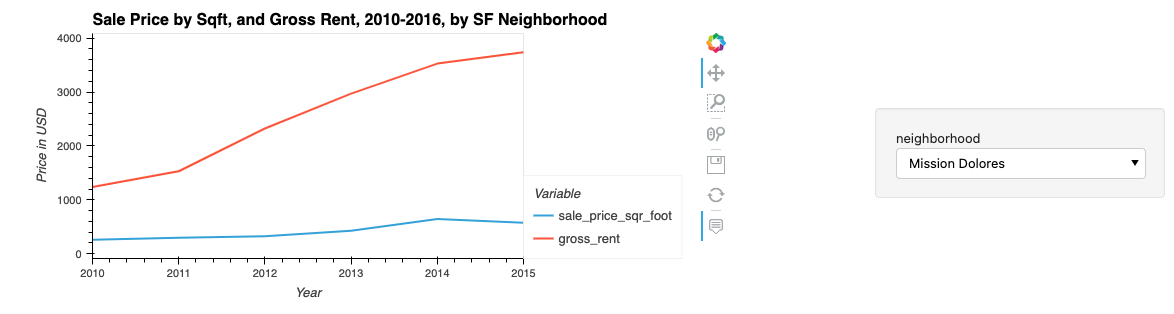 Sale Price by Sqft, and Gross Rent, 2010-2016, by SF Neighborhood
4000
3000
2000
1000
0
Price in USD
2010 2011 2012 2013 2014 2015
Year
Variable
sale_price_sqr_foot
gross_rent
neighborhood
Mission Dolores